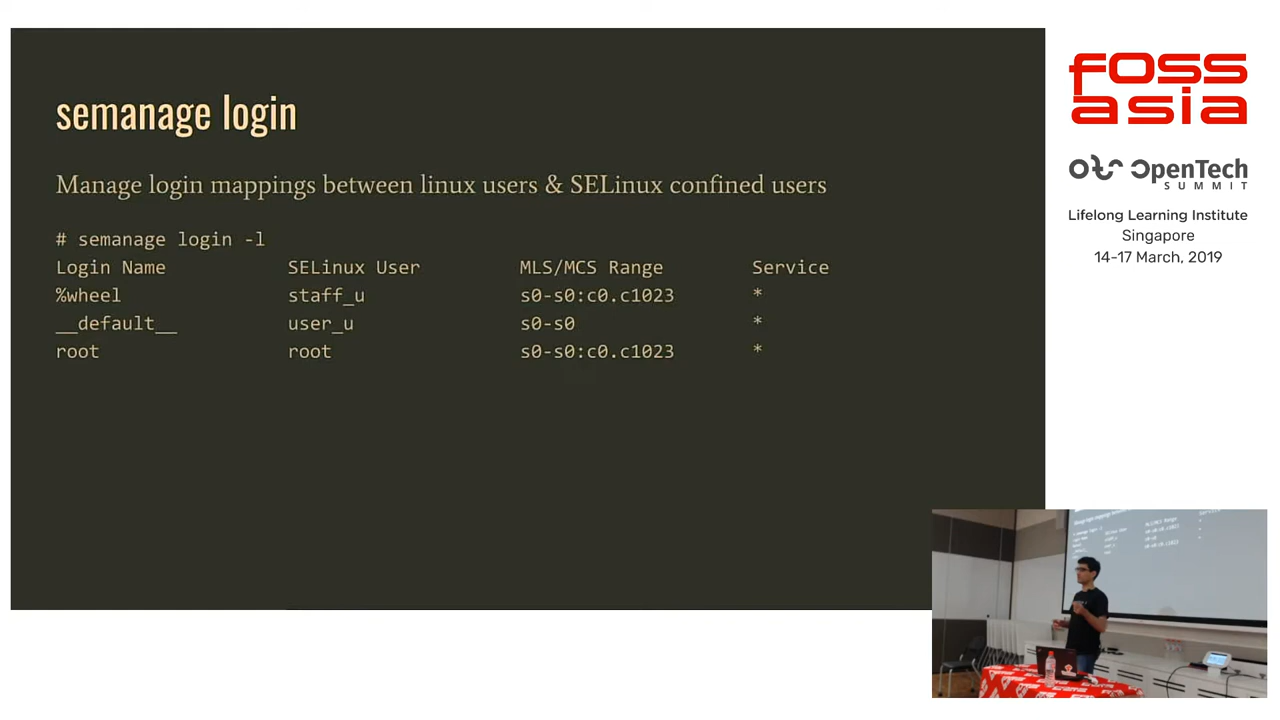 semanage login
Manage login mappings between linux users & SELinux confined users
# semanage login -l
Login Name SELinux User MLS/MCS Range Service
%wheel staff_u s0-s0:c0.c1023 *
__default__ user_u s0-s0 *
root root s0-s0:c0.c1023 *
FOSS
asia
OpenTech
SUMMIT
Lifelong Learning Institute
Singapore
14-17 March, 2019